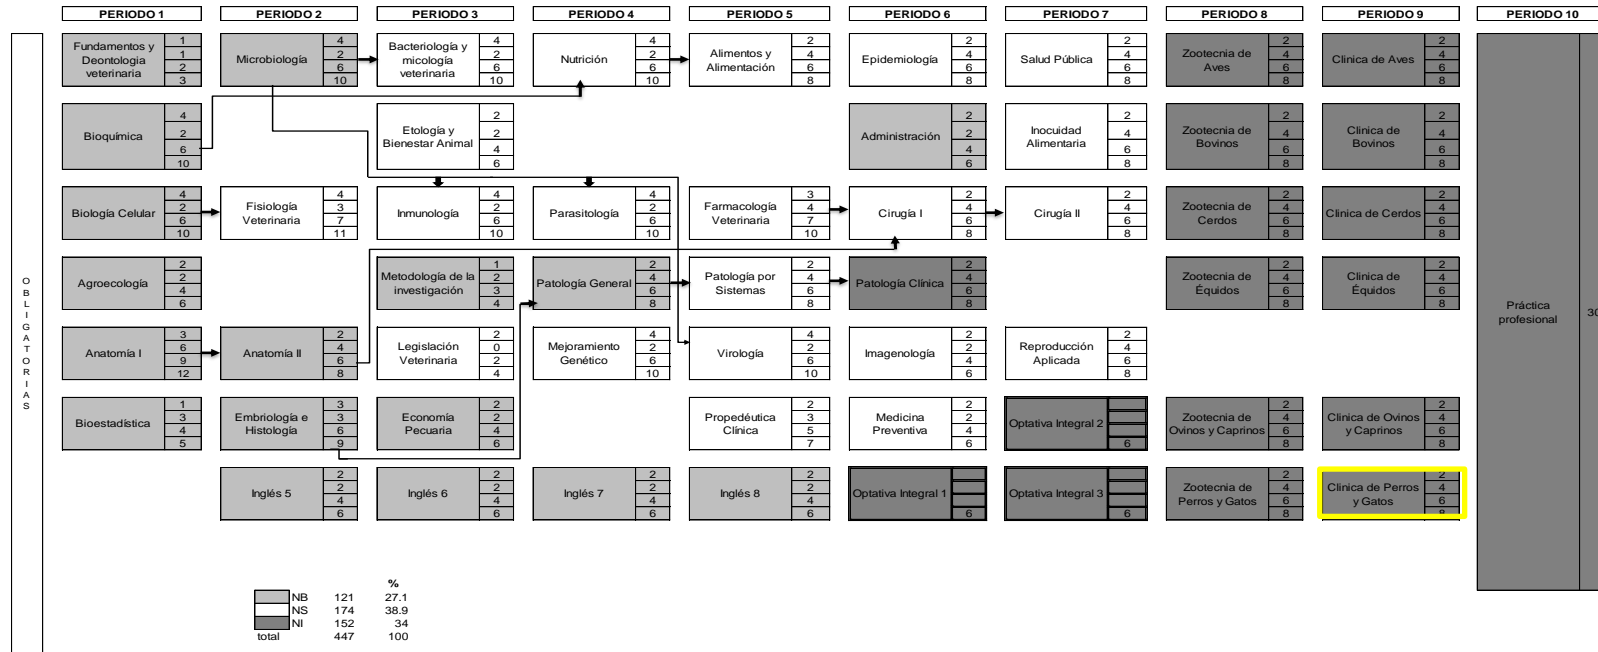 PERIODO 1
PERIODO 2
PERIODO 3
PERIODO 4
PERIODO 5
PERIODO 6
PERIODO 7
PERIODO 8
PERIODO 9
PERIODO 10
OBLIGATORIAS
Fundamentos y
Deontologia
veterinaria
1
1
2
3
Microbiología
4
2
6
10
Bacteriología y
micología
veterinaria
4
2
6
10
Nutrición
4
2
6
10
Alimentos y
Alimentación
2
4
6
8
Epidemiología
2
4
6
8
Salud Pública
2
4
6
8
Zootecnia de
Aves
2
4
6
8
Clinica de Aves
2
4
6
8
Bioquímica
4
2
6
10
Etología y
Bienestar Animal
2
2
4
6
Administración
2
2
4
6
Inocuidad
Alimentaria
2
4
6
8
Zootecnia de
Bovinos
2
4
6
8
Clinica de
Bovinos
2
4
6
8
Biología Celular
4
2
6
10
Fisiología
Veterinaria
4
3
7
11
Inmunología
4
2
6
10
Parasitología
4
2
6
10
Farmacología
Veterinaria
3
4
7
10
Cirugía I
2
4
6
8
Cirugía II
2
4
6
8
Zootecnia de
Cerdos
2
4
6
8
Clinica de Cerdos
2
4
6
8
Agroecología
2
2
4
6
Metodología de la
investigación
1
2
3
4
Patología General
2
4
6
8
Patología por
Sistemas
2
4
6
8
Patología Clínica
2
4
6
8
Zootecnia de
Équidos
2
4
6
8
Clinica de
Équidos
2
4
6
8
Práctica
profesional
30
Anatomía I
3
6
9
12
Anatomía II
2
4
6
8
Legislación
Veterinaria
2
0
2
4
Mejoramiento
Genético
4
2
6
10
Virología
4
2
6
10
Imagenología
2
2
4
6
Reproducción
Aplicada
2
4
6
8
Bioestadística
1
3
4
5
Embriología e
Histología
3
3
6
9
Economía
Pecuaria
2
2
4
6
Propedéutica
Clínica
2
3
5
7
Medicina
Preventiva
2
2
4
6
Optativa Integral 2
6
Zootecnia de
Ovinos y Caprinos
2
4
6
8
Clinica de Ovinos
y Caprinos
2
4
6
8
Inglés 5
2
2
4
6
Inglés 6
2
2
4
6
Inglés 7
2
2
4
6
Inglés 8
2
2
4
6
Optativa Integral 1
6
Optativa Integral 3
6
Zootecnia de
Perros y Gatos
2
4
6
8
Clinica de Perros
y Gatos
2
4
6
8
%
NB 121 27.1
NS 174 38.9
NI 152 34
total 447 100